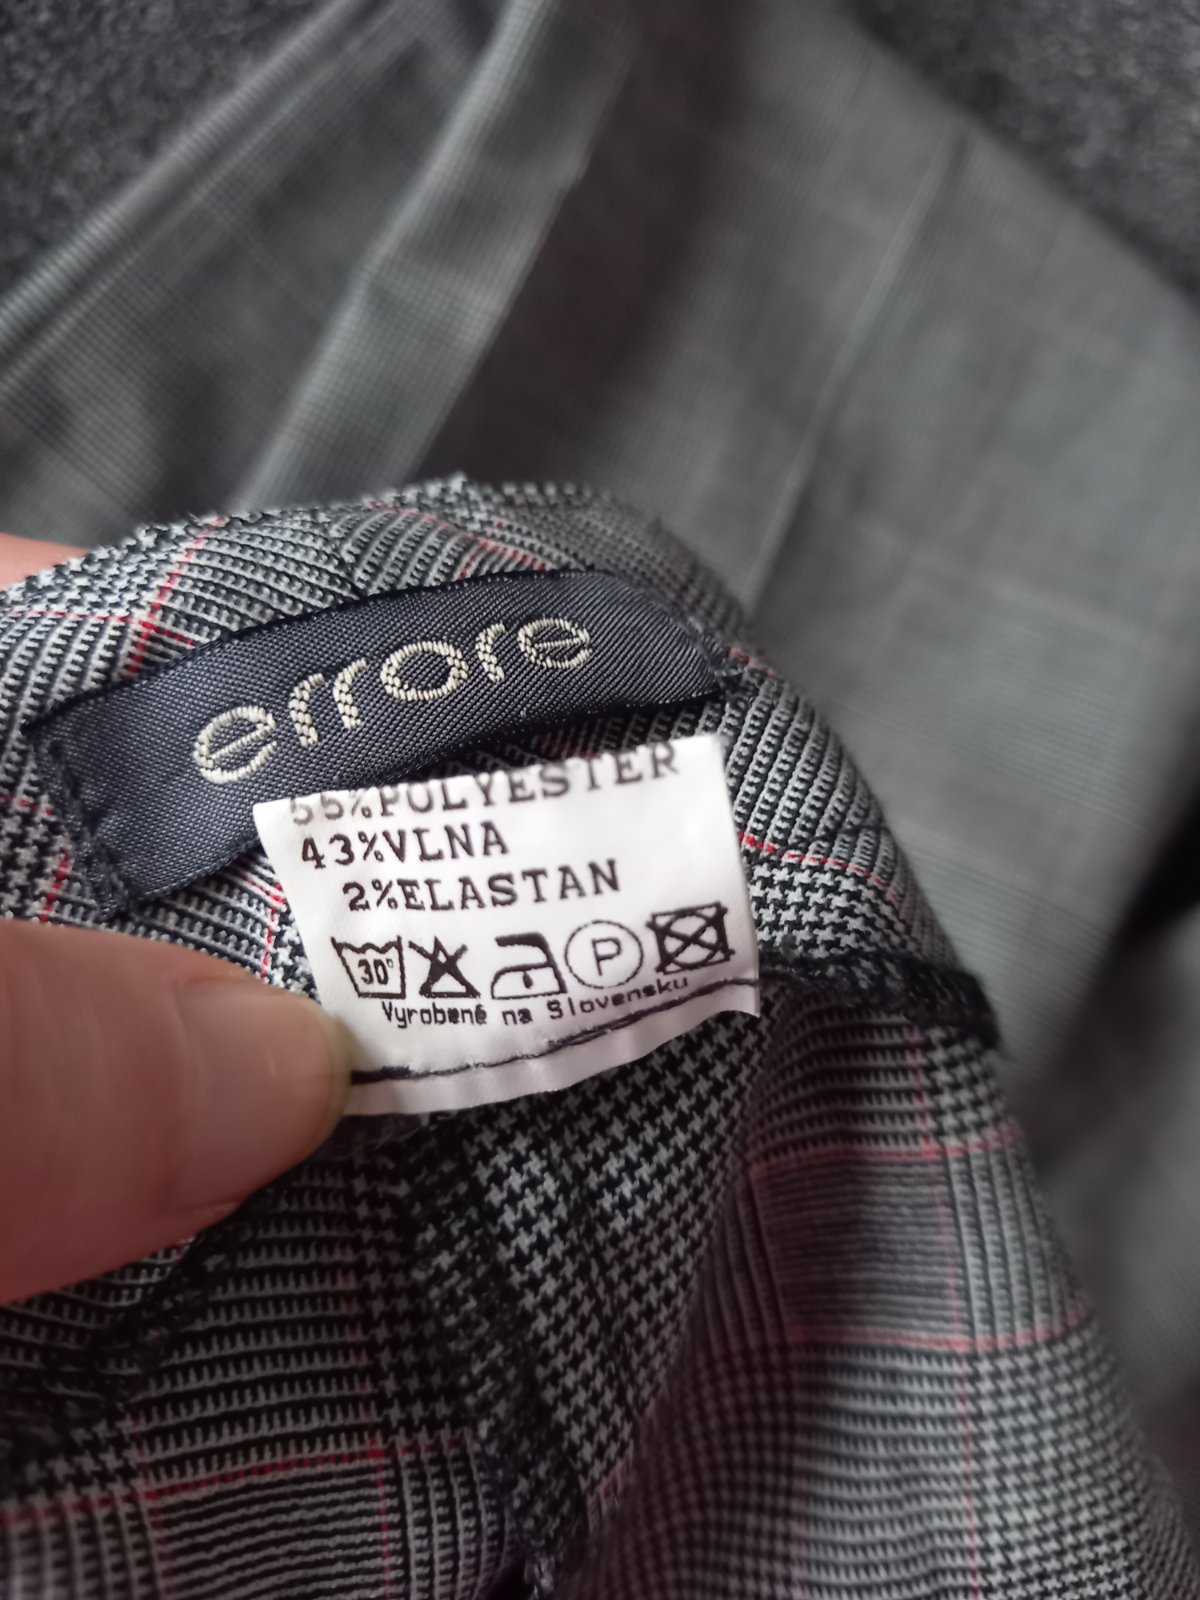 errore
55%POLYESTER
43%VLNA
2%ELASTAN
30° P
Vyrobené na Slovensku